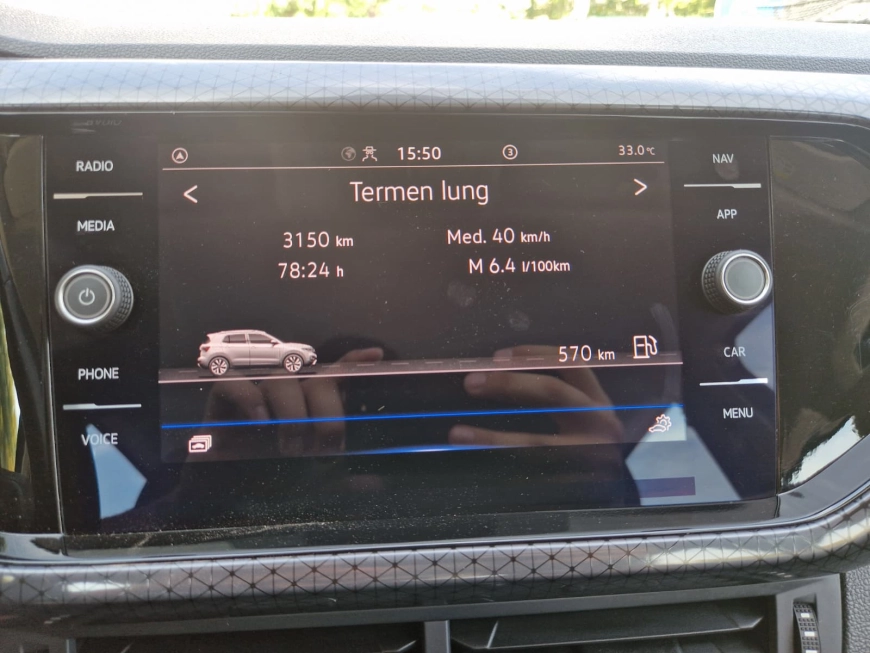 RADIO
MEDIA
PHONE
VOICE
15:50
3
33.0°C
< Termen lung >
3150 km
Med. 40 km/h
78:24 h
M 6.4 l/100km
570 km
NAV
APP
CAR
MENU